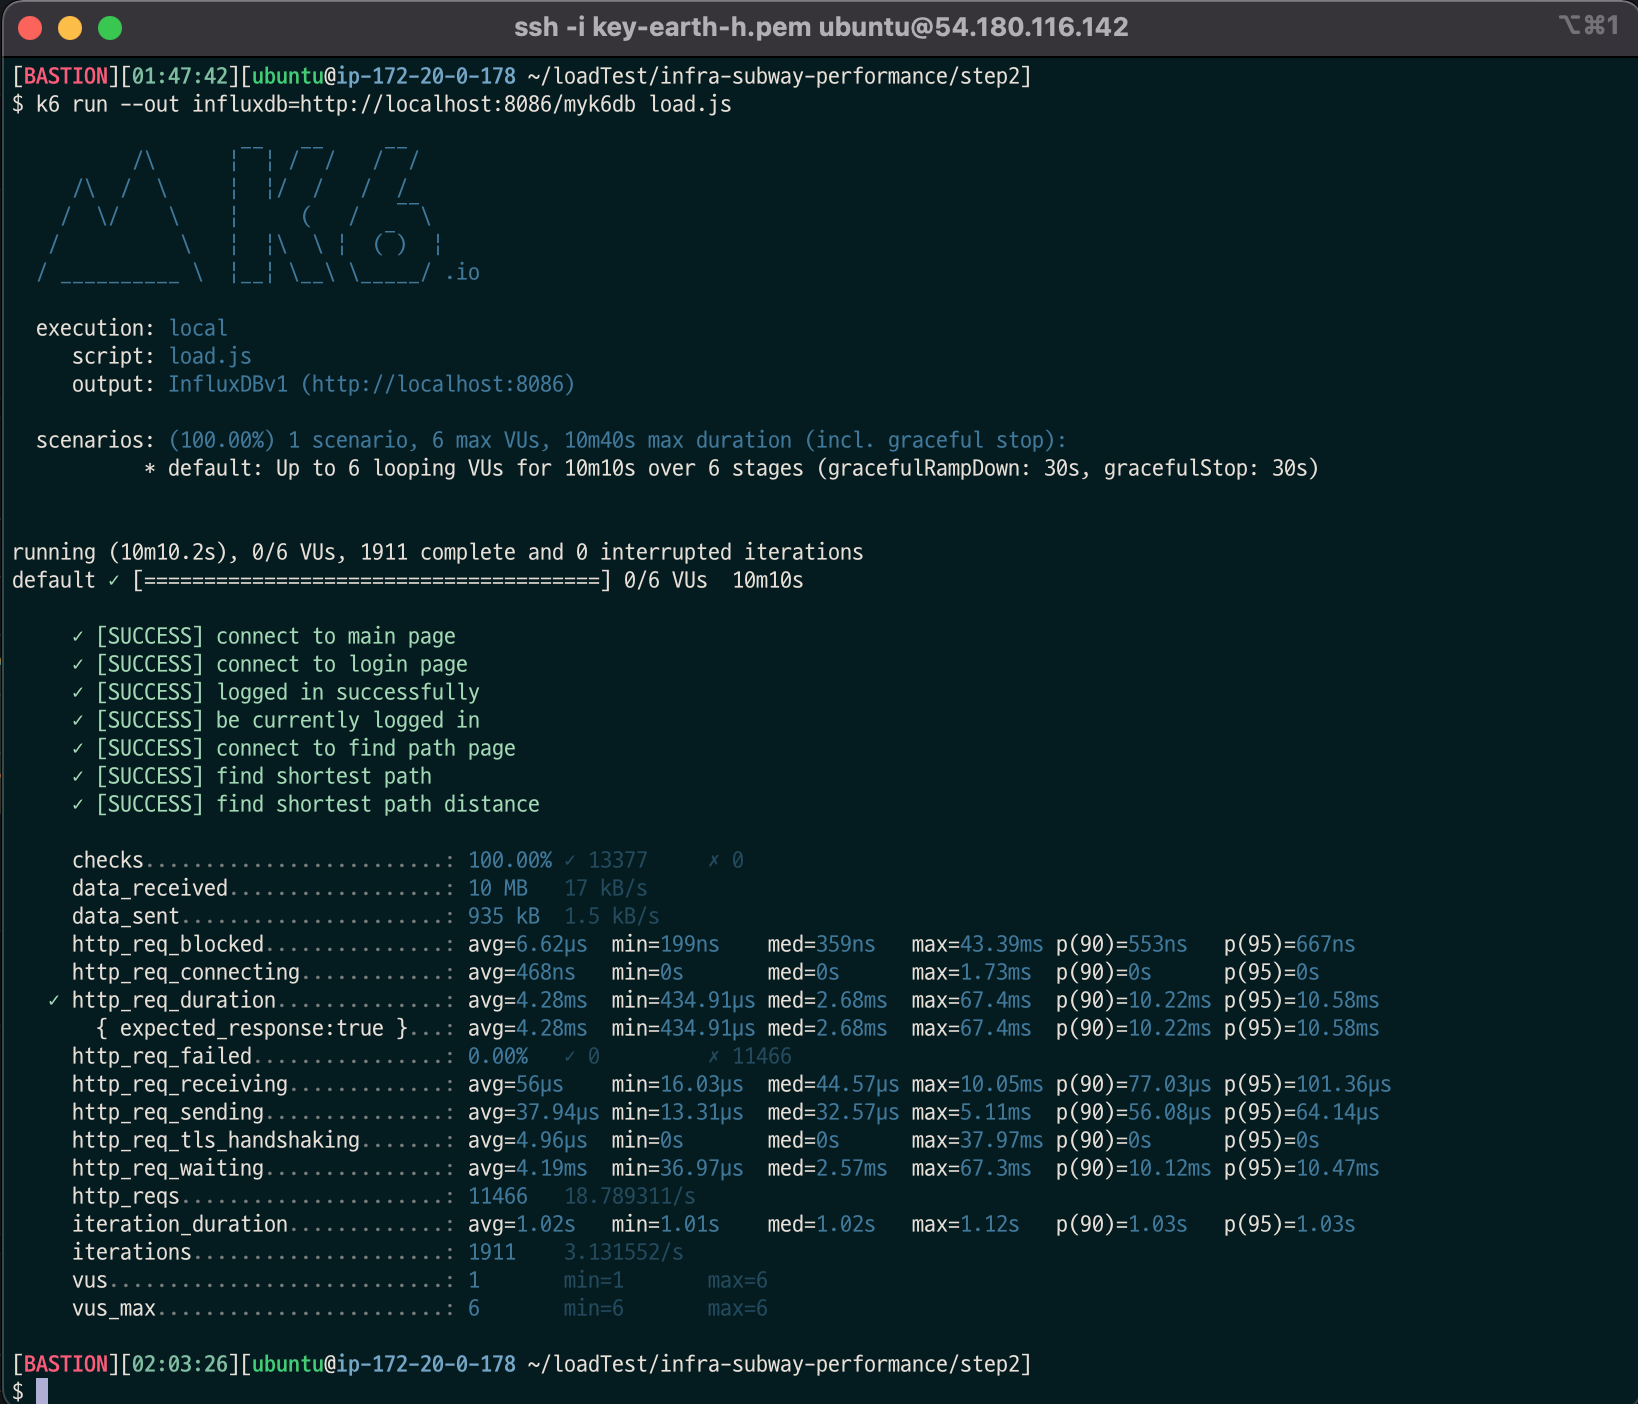 ssh -i key-earth-h.pem ubuntu@54.180.116.142 ⌥⌘1
[BASTION][01:47:42][ubuntu@ip-172-20-0-178 ~/loadTest/infra-subway-performance/step2]
$ k6 run --out influxdb=http://localhost:8086/myk6db load.js
          /\      |‾‾| /‾‾/   /‾‾/
     /\  /  \     |  |/  /   /  /
    /  \/    \    |     (   /   ‾‾\
   /          \   |  |\  \ |  (‾)  |
  / __________ \  |__| \__\ \_____/ .io
execution: local
script: load.js
output: InfluxDBv1 (http://localhost:8086)
scenarios: (100.00%) 1 scenario, 6 max VUs, 10m40s max duration (incl. graceful stop):
* default: Up to 6 looping VUs for 10m10s over 6 stages (gracefulRampDown: 30s, gracefulStop: 30s)
running (10m10.2s), 0/6 VUs, 1911 complete and 0 interrupted iterations
default ✓ [======================================] 0/6 VUs  10m10s
✓ [SUCCESS] connect to main page
✓ [SUCCESS] connect to login page
✓ [SUCCESS] logged in successfully
✓ [SUCCESS] be currently logged in
✓ [SUCCESS] connect to find path page
✓ [SUCCESS] find shortest path
✓ [SUCCESS] find shortest path distance
checks.........................: 100.00% ✓ 13377     ✗ 0
data_received..................: 10 MB   17 kB/s
data_sent......................: 935 kB  1.5 kB/s
http_req_blocked...............: avg=6.62µs  min=199ns    med=359ns   max=43.39ms p(90)=553ns   p(95)=667ns
http_req_connecting............: avg=468ns   min=0s       med=0s      max=1.73ms  p(90)=0s      p(95)=0s
✓ http_req_duration..............: avg=4.28ms  min=434.91µs med=2.68ms  max=67.4ms  p(90)=10.22ms p(95)=10.58ms
{ expected_response:true }...: avg=4.28ms  min=434.91µs med=2.68ms  max=67.4ms  p(90)=10.22ms p(95)=10.58ms
http_req_failed................: 0.00%   ✓ 0         ✗ 11466
http_req_receiving.............: avg=56µs    min=16.03µs  med=44.57µs max=10.05ms p(90)=77.03µs p(95)=101.36µs
http_req_sending...............: avg=37.94µs min=13.31µs  med=32.57µs max=5.11ms  p(90)=56.08µs p(95)=64.14µs
http_req_tls_handshaking.......: avg=4.96µs  min=0s       med=0s      max=37.97ms p(90)=0s      p(95)=0s
http_req_waiting...............: avg=4.19ms  min=36.97µs  med=2.57ms  max=67.3ms  p(90)=10.12ms p(95)=10.47ms
http_reqs......................: 11466   18.789311/s
iteration_duration.............: avg=1.02s   min=1.01s    med=1.02s   max=1.12s   p(90)=1.03s   p(95)=1.03s
iterations.....................: 1911    3.131552/s
vus............................: 1       min=1       max=6
vus_max........................: 6       min=6       max=6
[BASTION][02:03:26][ubuntu@ip-172-20-0-178 ~/loadTest/infra-subway-performance/step2]
$